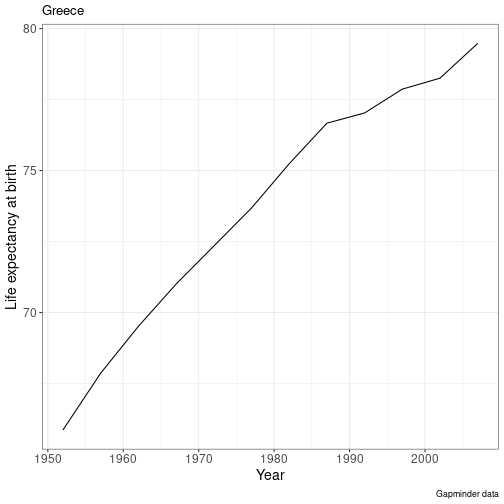 Greece
80
75
70
Life expectancy at birth
1950 1960 1970 1980 1990 2000
Year
Gapminder data